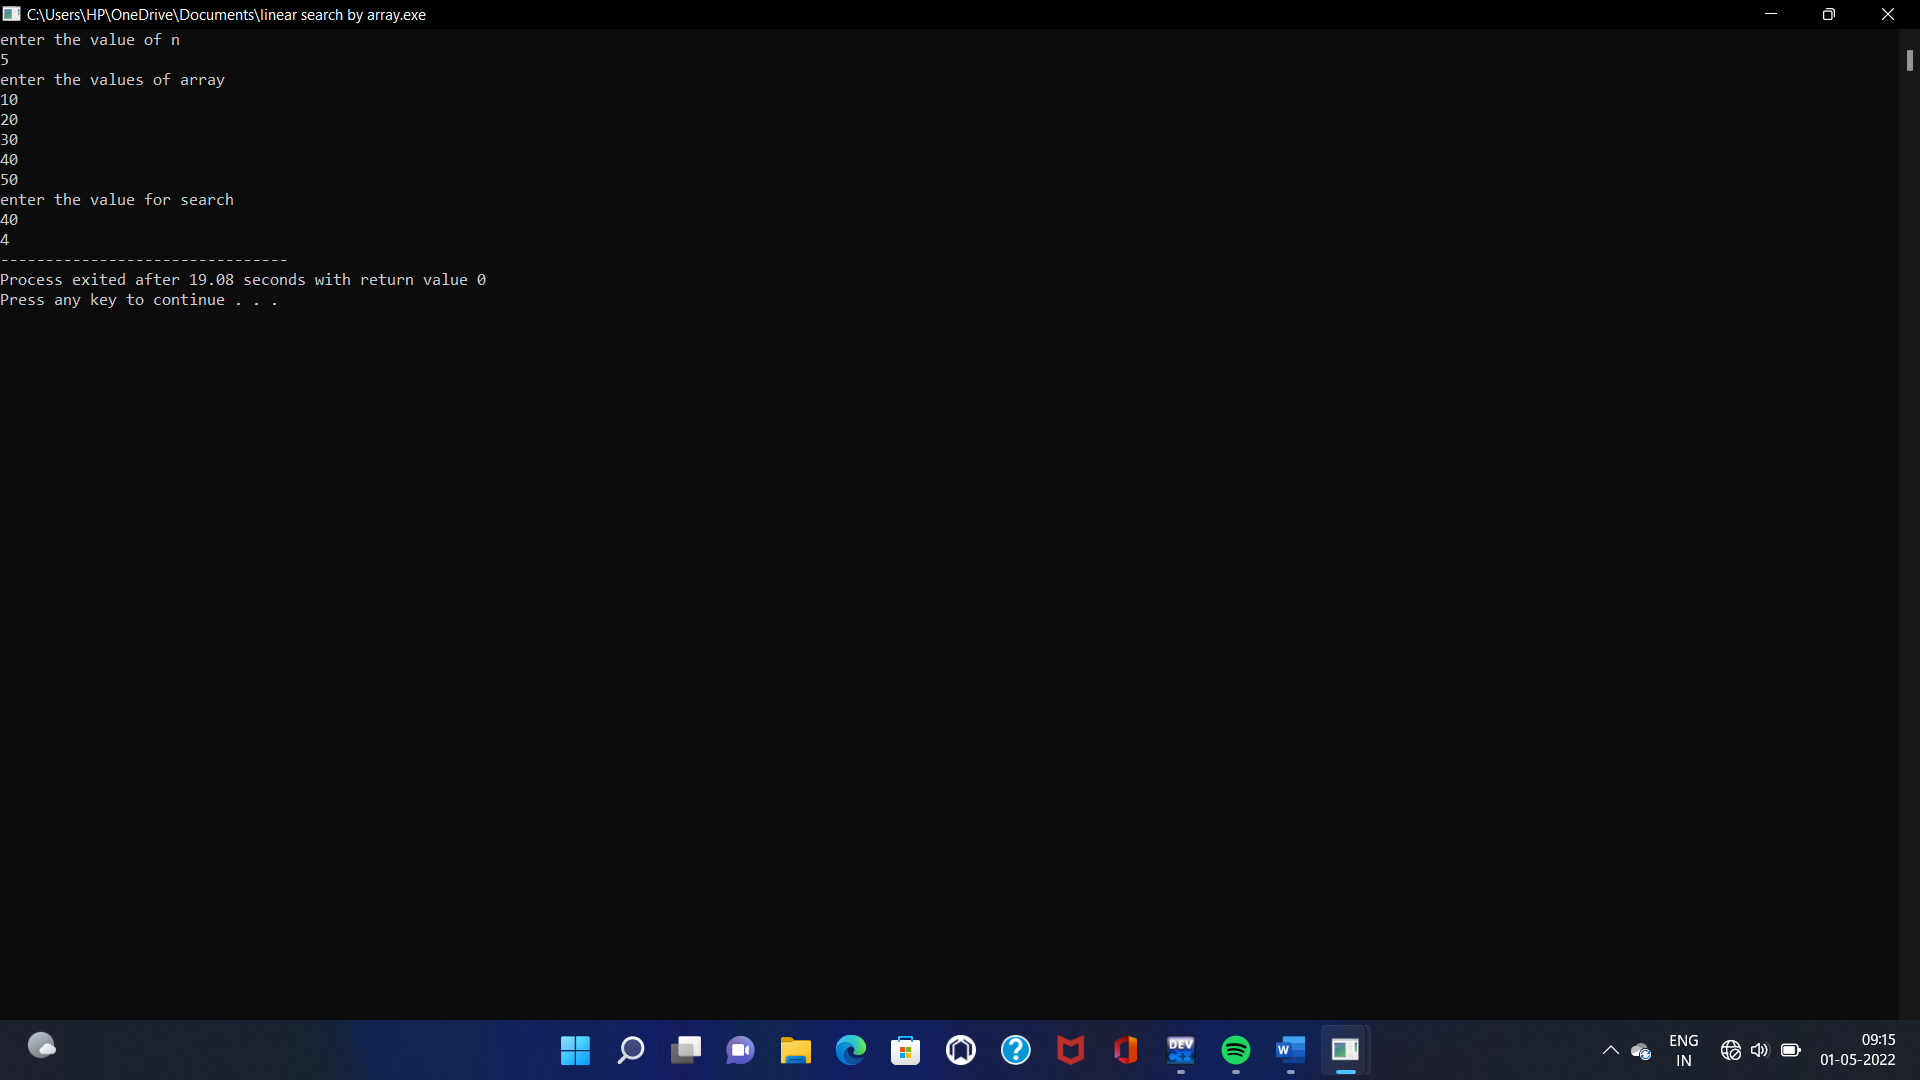 C:\Users\HP\OneDrive\Documents\linear search by array.exe
enter the value of n
5
enter the values of array
10
20
30
40
50
enter the value for search
40
4
--------------------------------
Process exited after 19.08 seconds with return value 0
Press any key to continue . . .
DEV
C++
W
ENG
IN
09:15
01-05-2022